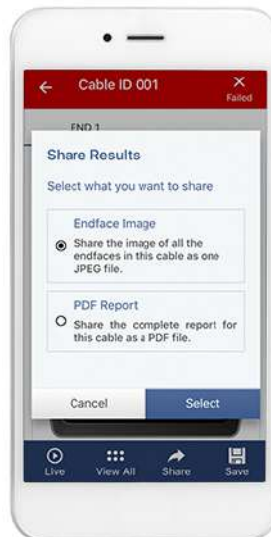 Cable ID 001
Failed
END 1
Share Results
Select what you want to share
Endface Image
Share the image of all the
endfaces in this cable as one
JPEG file.
PDF Report
Share the complete report for
this cable as a PDF file.
Cancel
Select
Live
View All
Share
Save